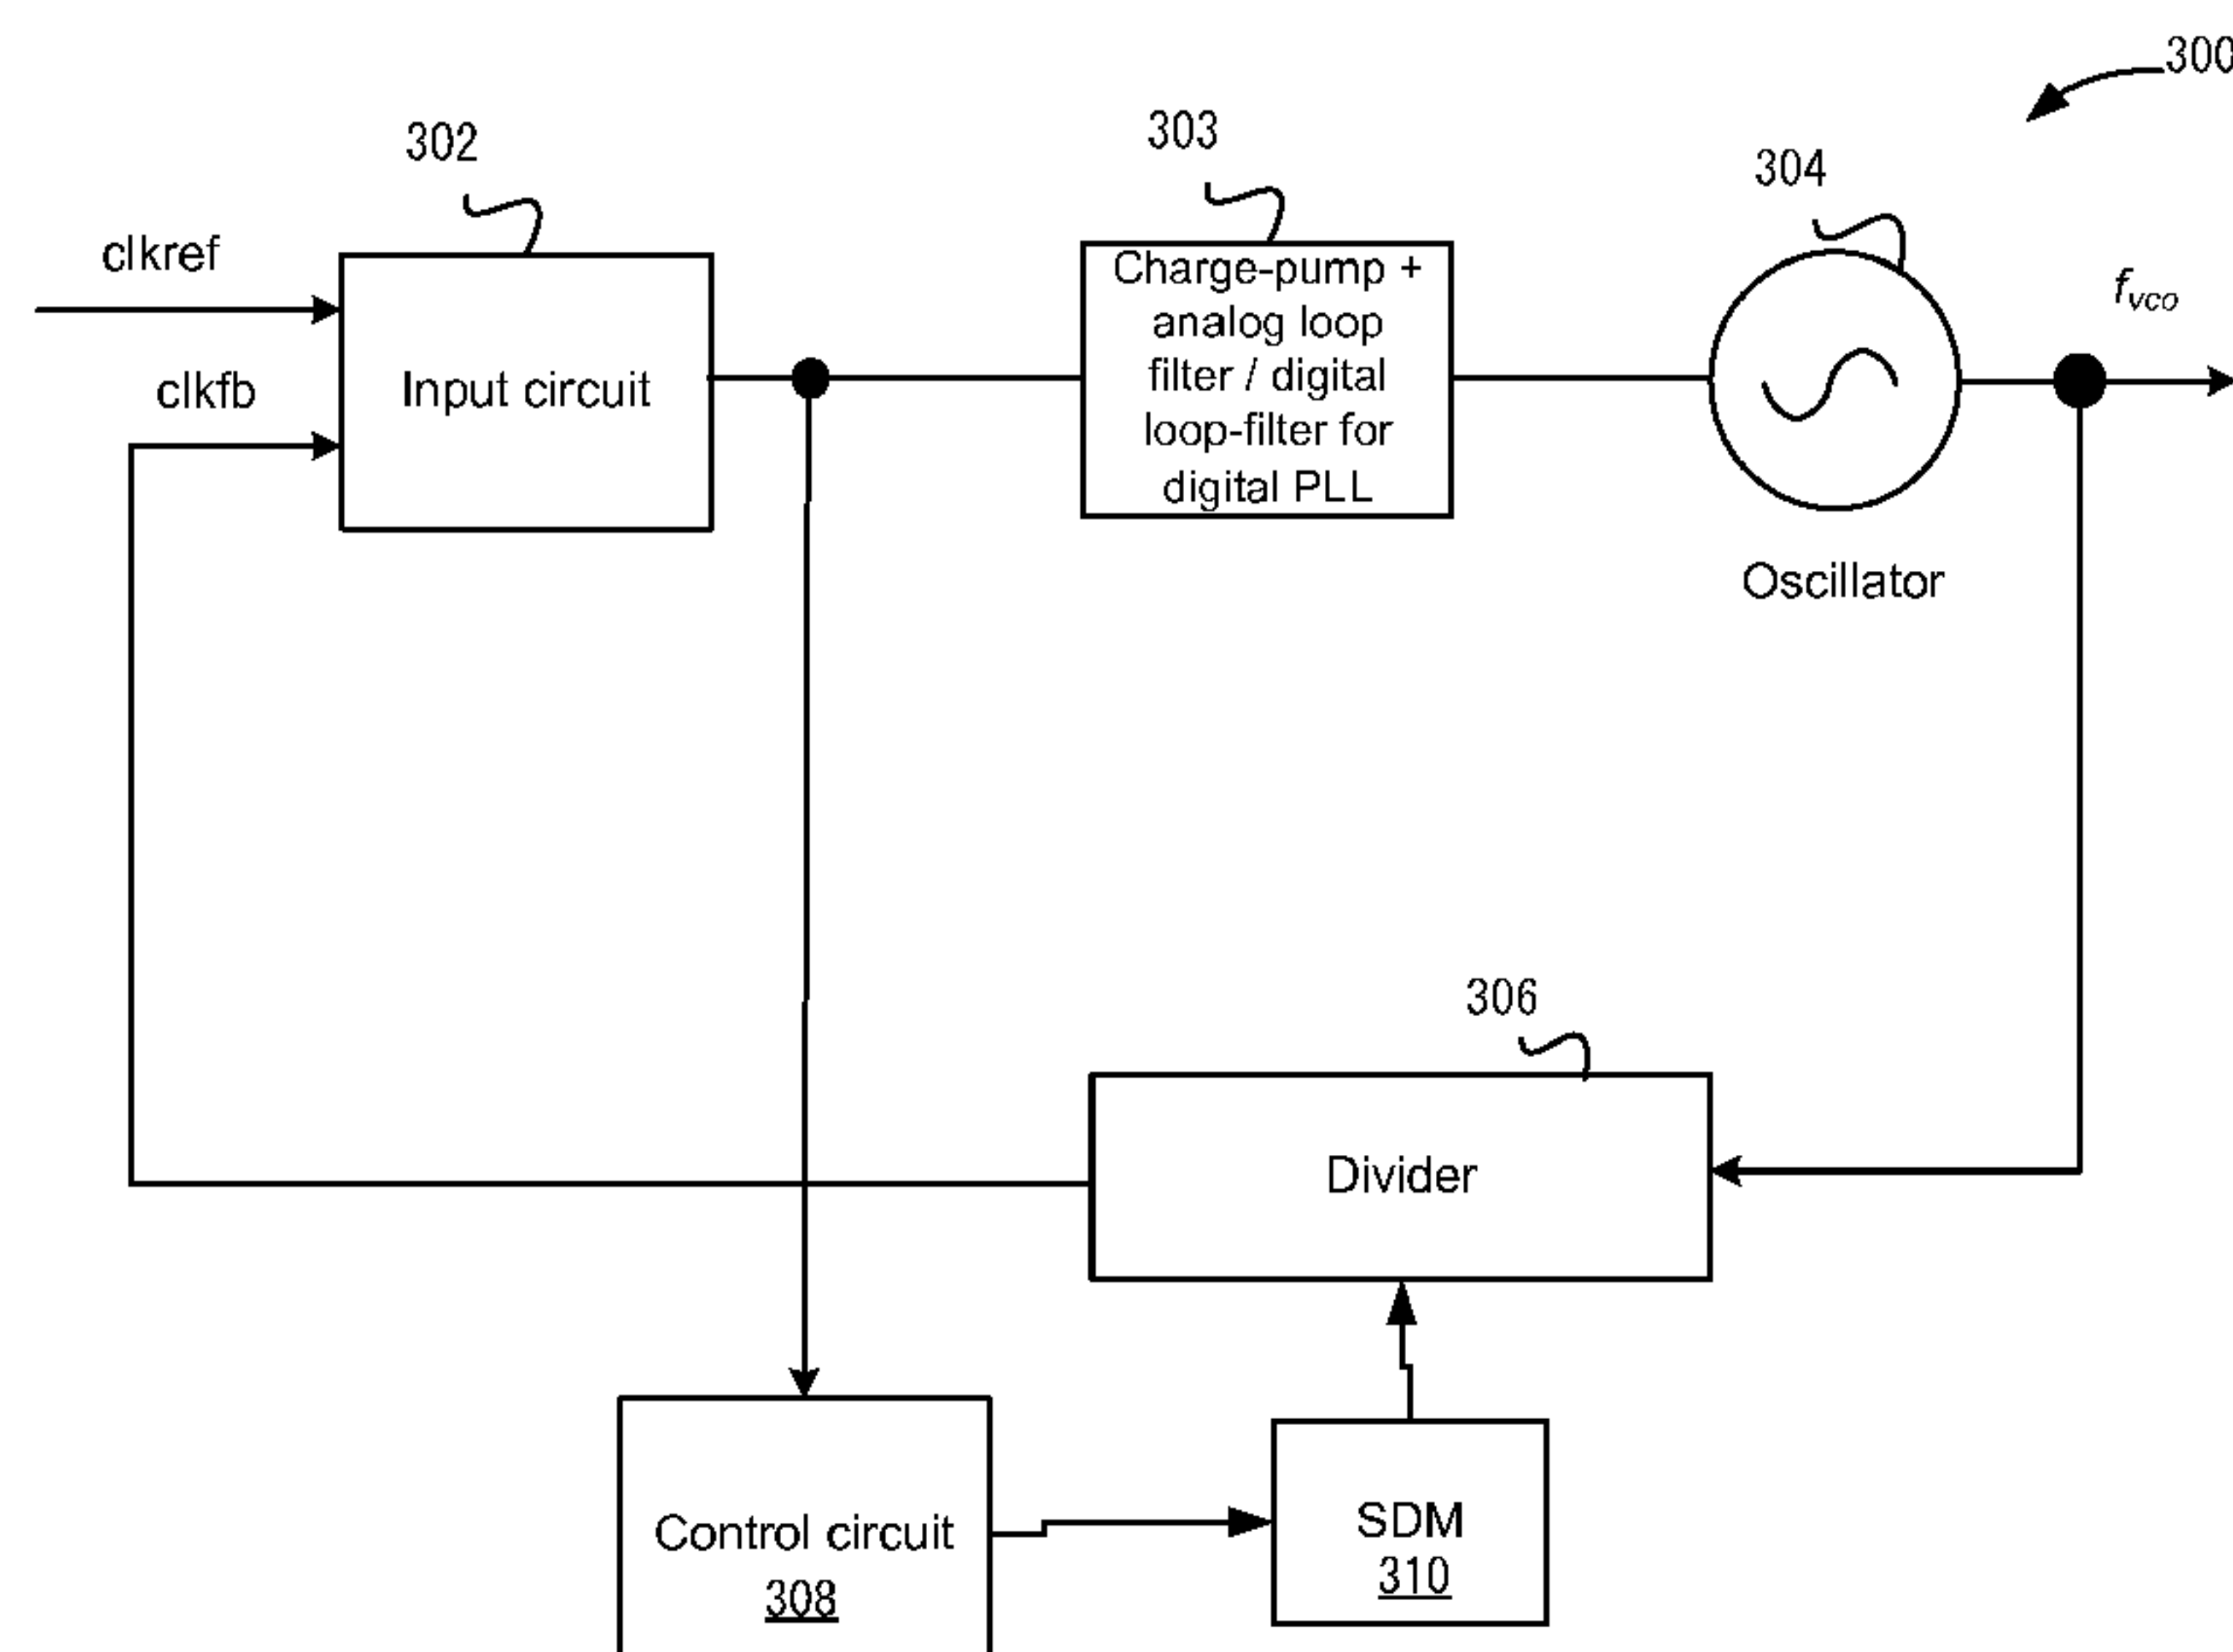 300
302
303
304
clkref
Charge-pump +
analog loop
filter / digital
loop-filter for
digital PLL
fvco
clkfb
Input circuit
Oscillator
306
Divider
Control circuit
308
SDM
310